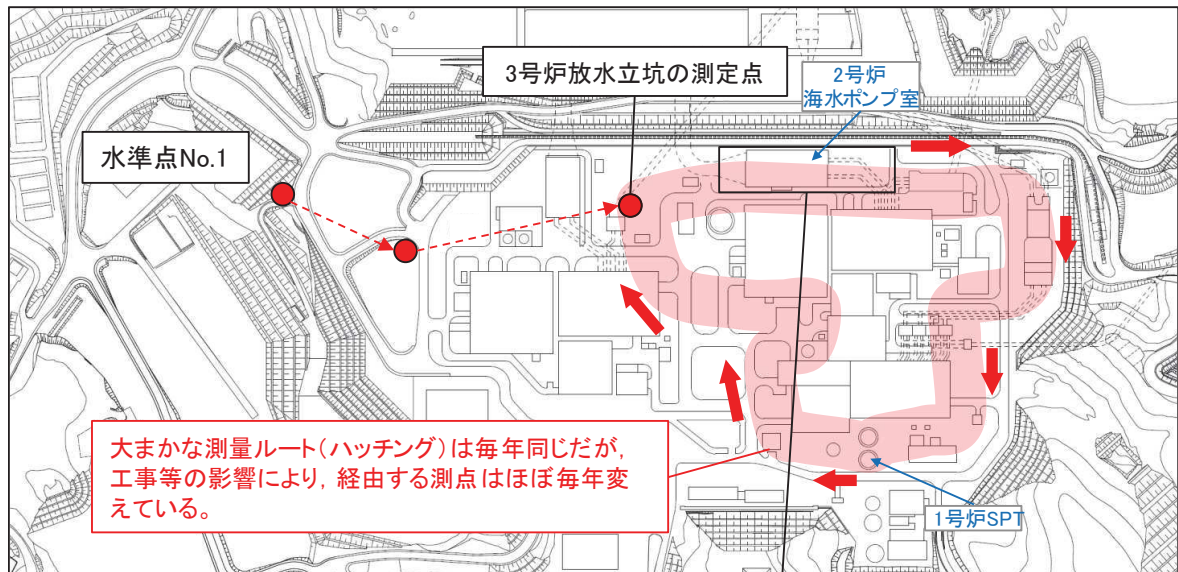 3号炉放水立坑の測定点
2号炉
海水ポンプ室
水準点No.1
大まかな測量ルート(ハッチング)は毎年同じだが，
工事等の影響により，経由する測点はほぼ毎年変
えている。
1号炉SPT